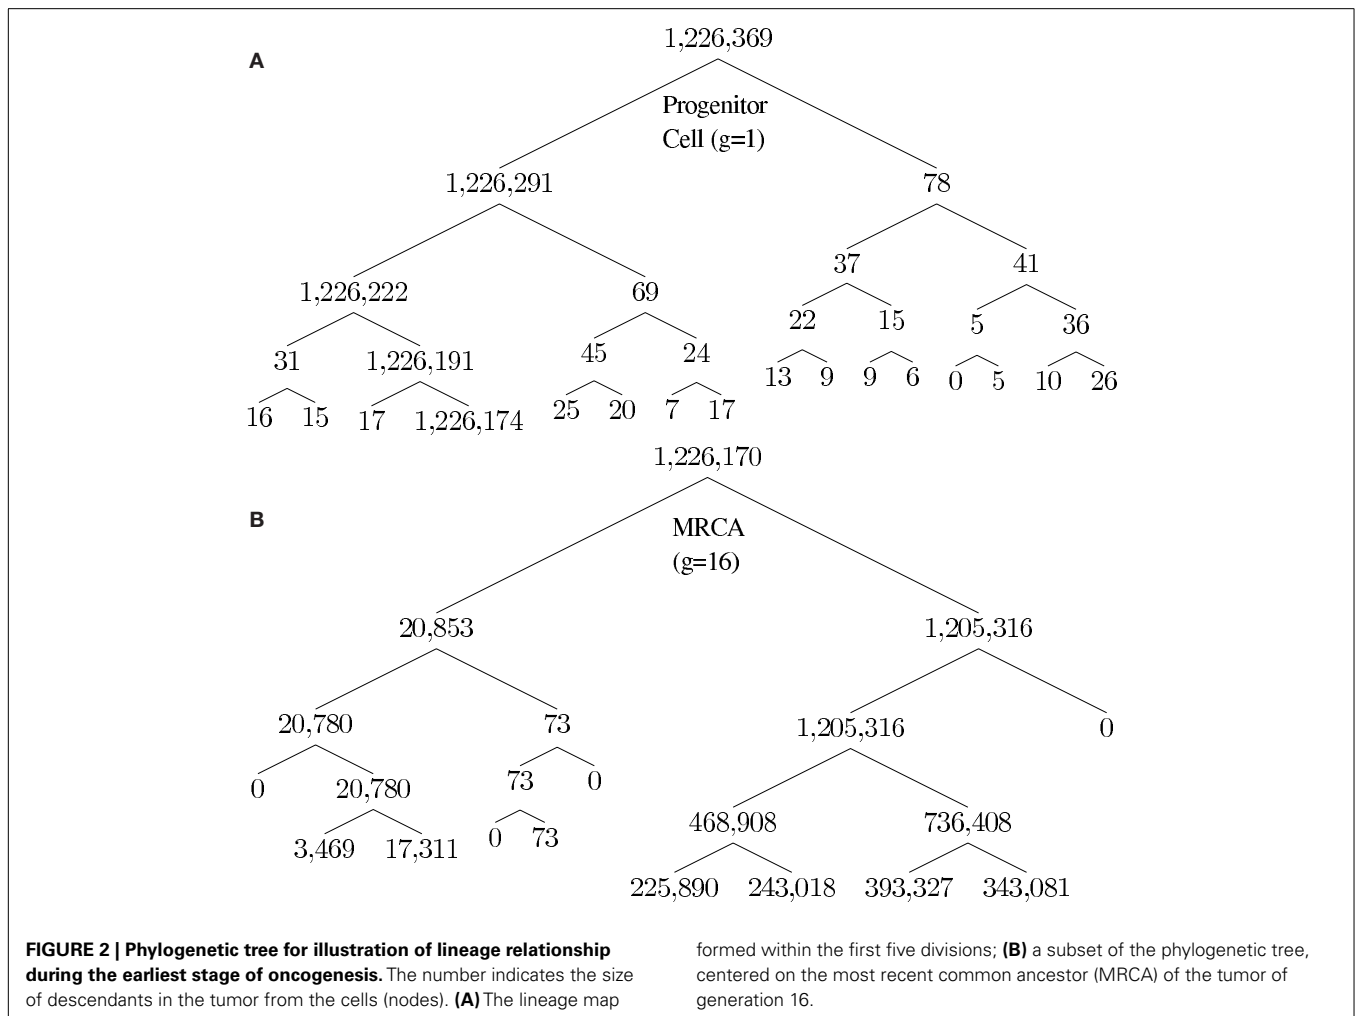 1,226,369
A
Progenitor
Cell (g=1)
1,226,291 78
37 41
1,226,222 69
22 15 5 36
31 1,226,191 45 24
13 9 9 6 0 5 10 26
16 15 17 1,226,174 25 20 7 17
1,226,170
B
MRCA
(g=16)
20,853 1,205,316
20,780 73 1,205,316 0
0 20,780 73 0
468,908 736,408
3,469 17,311 0 73
225,890 243,018 393,327 343,081
FIGURE 2 | Phylogenetic tree for illustration of lineage relationship
during the earliest stage of oncogenesis. The number indicates the size
of descendants in the tumor from the cells (nodes). (A) The lineage map
formed within the first five divisions; (B) a subset of the phylogenetic tree,
centered on the most recent common ancestor (MRCA) of the tumor of
generation 16.